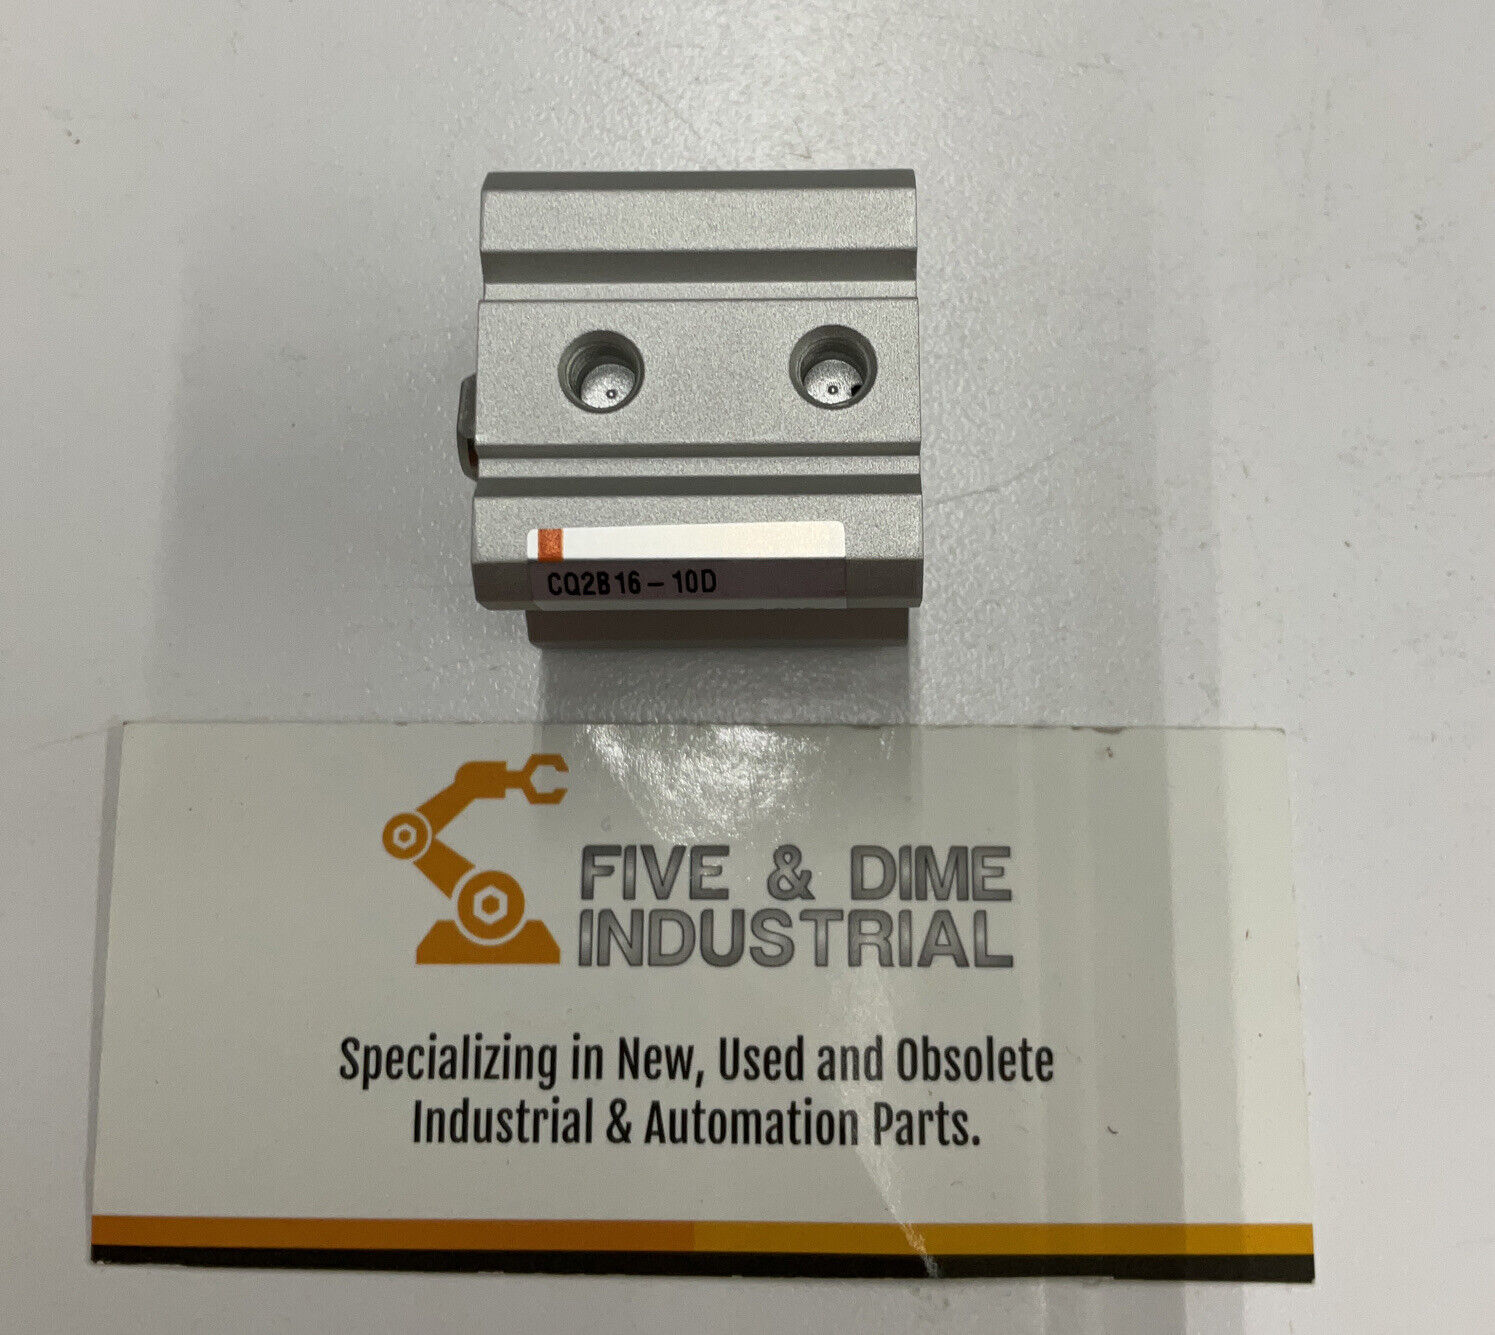 CQ2B16-10D
FIVE & DIME
INDUSTRIAL
Specializing in New, Used and Obsolete
Industrial & Automation Parts.